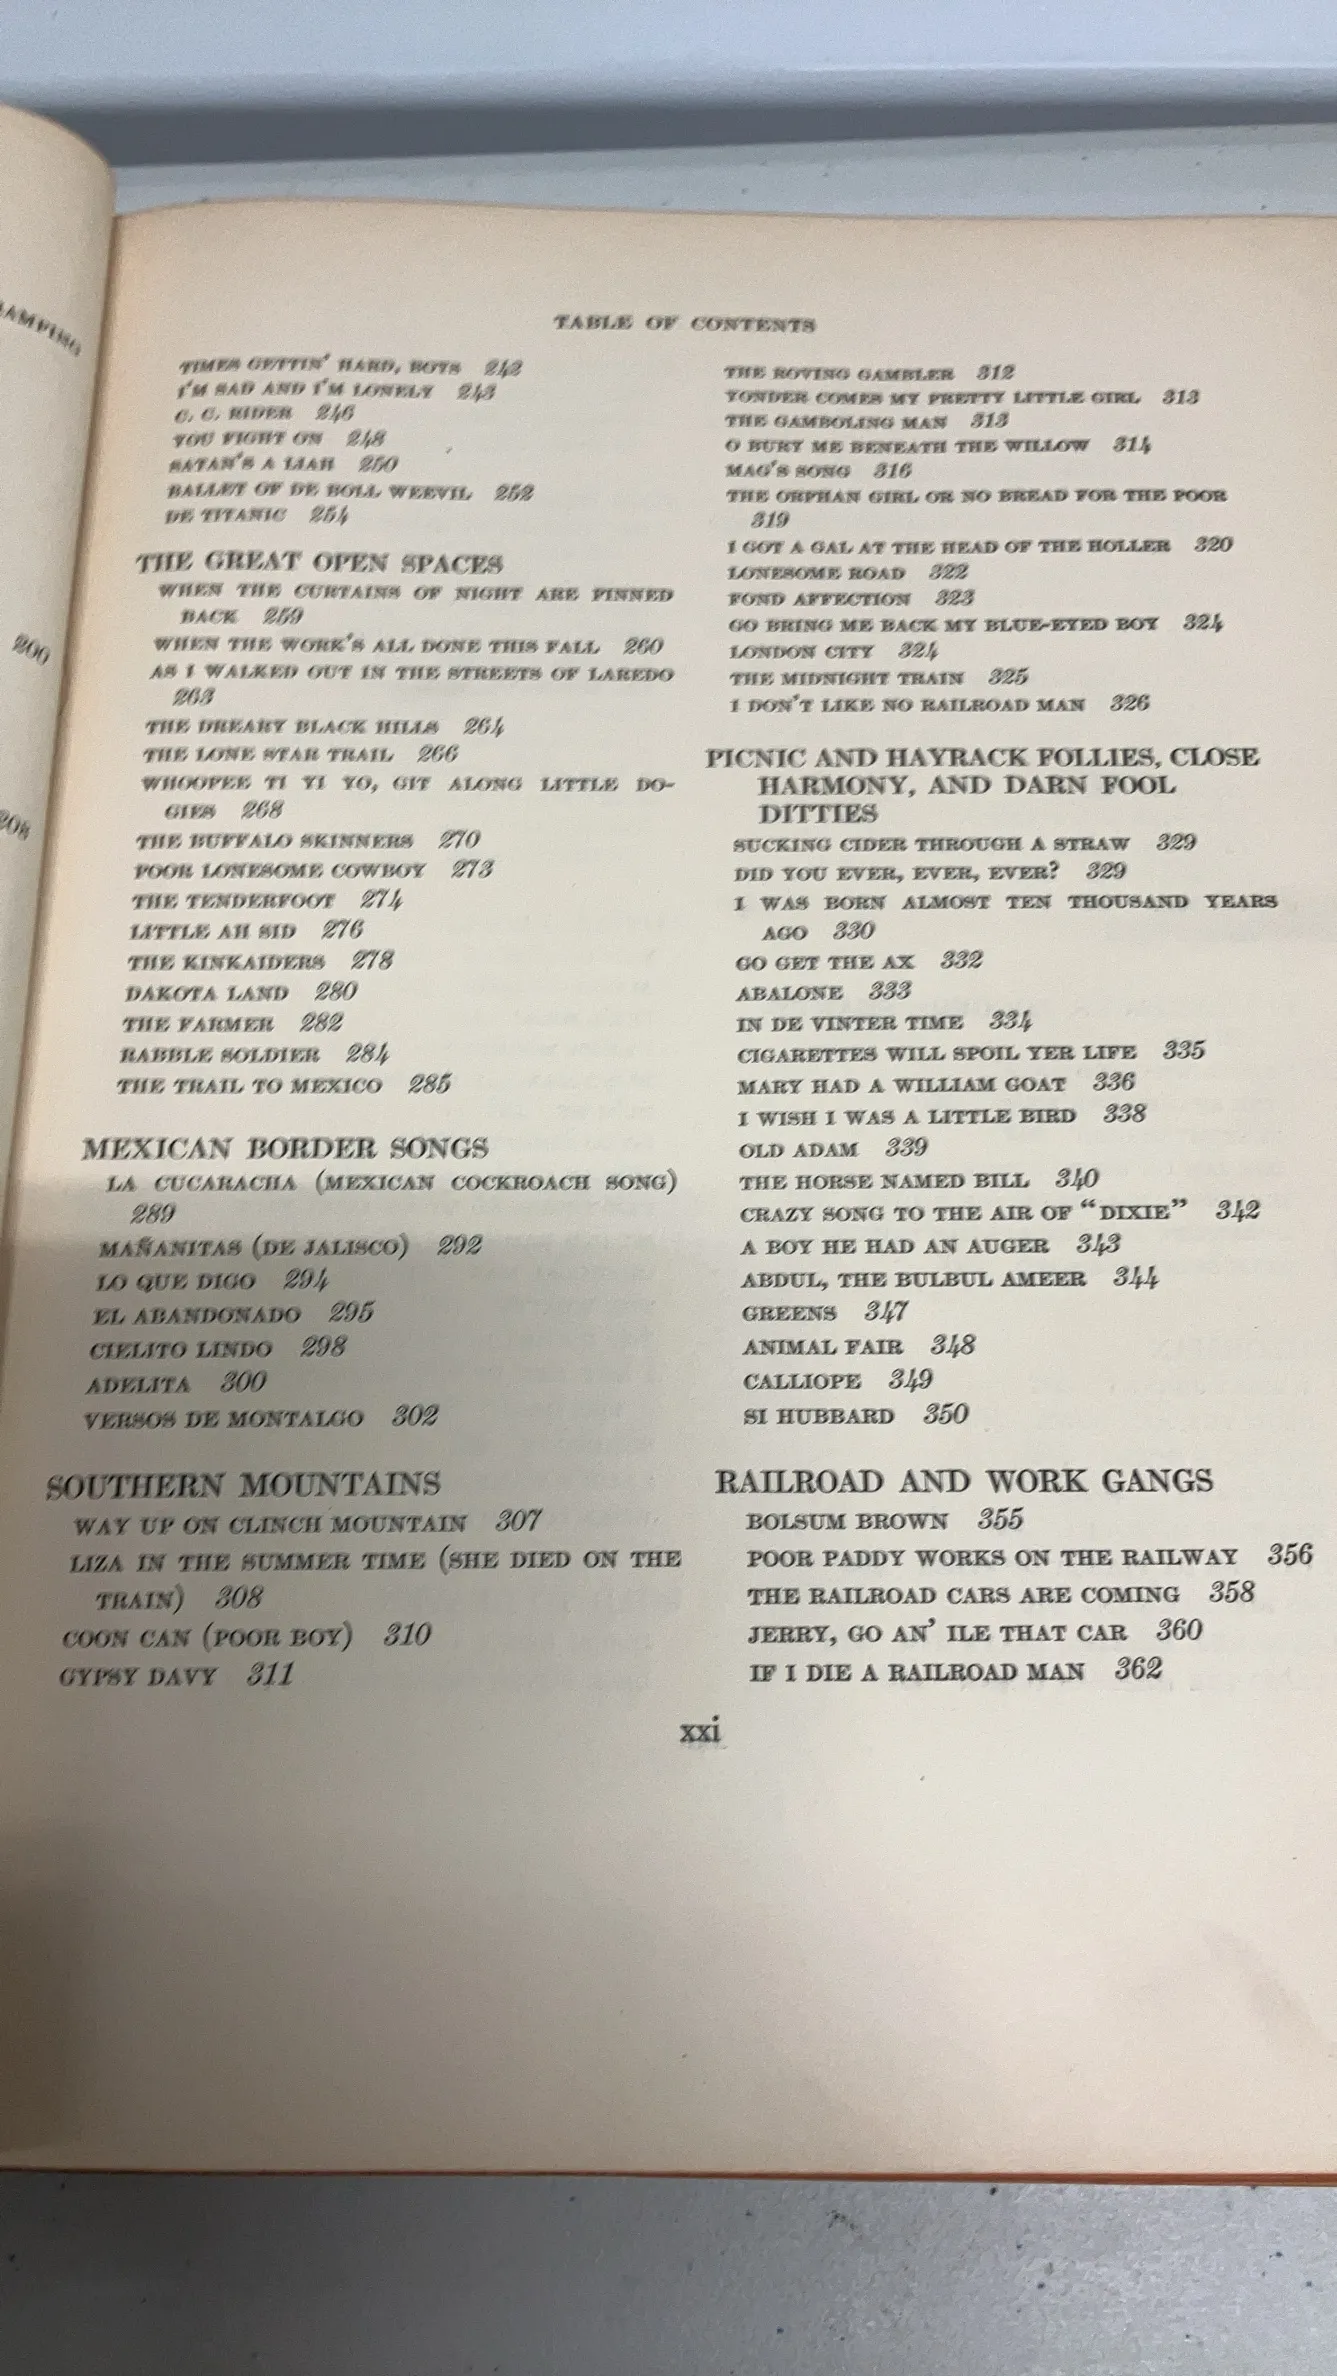 AMPING
200
208
TABLE OF CONTENTS
TIMES GETTIN' HARD, BOYS 242
I'M SAD AND I'M LONELY 243
C. C. RIDER 246
YOU FIGHT ON 248
SATAN'S A LIAH 250
BALLET OF DE BOLL WEEVIL 252
DE TITANIC 254
THE GREAT OPEN SPACES
WHEN THE CURTAINS OF NIGHT ARE PINNED
BACK 259
WHEN THE WORK'S ALL DONE THIS FALL 260
AS I WALKED OUT IN THE STREETS OF LAREDO
263
THE DREARY BLACK HILLS 264
THE LONE STAR TRAIL 266
WHOOPEE TI YI YO, GIT ALONG LITTLE DO-
GIES 268
THE BUFFALO SKINNERS 270
POOR LONESOME COWBOY 273
THE TENDERFOOT 274
LITTLE AH SID 276
THE KINKAIDERS 278
DAKOTA LAND 280
THE FARMER 282
RABBLE SOLDIER 284
THE TRAIL TO MEXICO 285
MEXICAN BORDER SONGS
LA CUCARACHA (MEXICAN COCKROACH SONG)
289
MAÑANITAS (DE JALISCO) 292
LO QUE DIGO 294
EL ABANDONADO 295
CIELITO LINDO 298
ADELITA 300
VERSOS DE MONTALGO 302
SOUTHERN MOUNTAINS
WAY UP ON CLINCH MOUNTAIN 307
LIZA IN THE SUMMER TIME (SHE DIED ON THE
TRAIN) 308
COON CAN (POOR BOY) 310
GYPSY DAVY 311
THE ROVING GAMBLER 312
YONDER COMES MY PRETTY LITTLE GIRL 313
THE GAMBOLING MAN 313
O BURY ME BENEATH THE WILLOW 314
MAG'S SONG 316
THE ORPHAN GIRL OR NO BREAD FOR THE POOR
319
I GOT A GAL AT THE HEAD OF THE HOLLER 320
LONESOME ROAD 322
FOND AFFECTION 323
GO BRING ME BACK MY BLUE-EYED BOY 324
LONDON CITY 324
THE MIDNIGHT TRAIN 325
I DON'T LIKE NO RAILROAD MAN 326
PICNIC AND HAYRACK FOLLIES, CLOSE
HARMONY, AND DARN FOOL
DITTIES
SUCKING CIDER THROUGH A STRAW 329
DID YOU EVER, EVER, EVER? 329
I WAS BORN ALMOST TEN THOUSAND YEARS
AGO 330
GO GET THE AX 332
ABALONE 333
IN DE VINTER TIME 334
CIGARETTES WILL SPOIL YER LIFE 335
MARY HAD A WILLIAM GOAT 336
I WISH I WAS A LITTLE BIRD 338
OLD ADAM 339
THE HORSE NAMED BILL 340
CRAZY SONG TO THE AIR OF "DIXIE" 342
A BOY HE HAD AN AUGER 343
ABDUL, THE BULBUL AMEER 344
GREENS 347
ANIMAL FAIR 348
CALLIOPE 349
SI HUBBARD 350
RAILROAD AND WORK GANGS
BOLSUM BROWN 355
POOR PADDY WORKS ON THE RAILWAY 356
THE RAILROAD CARS ARE COMING 358
JERRY, GO AN' ILE THAT CAR 360
IF I DIE A RAILROAD MAN 362
xxi